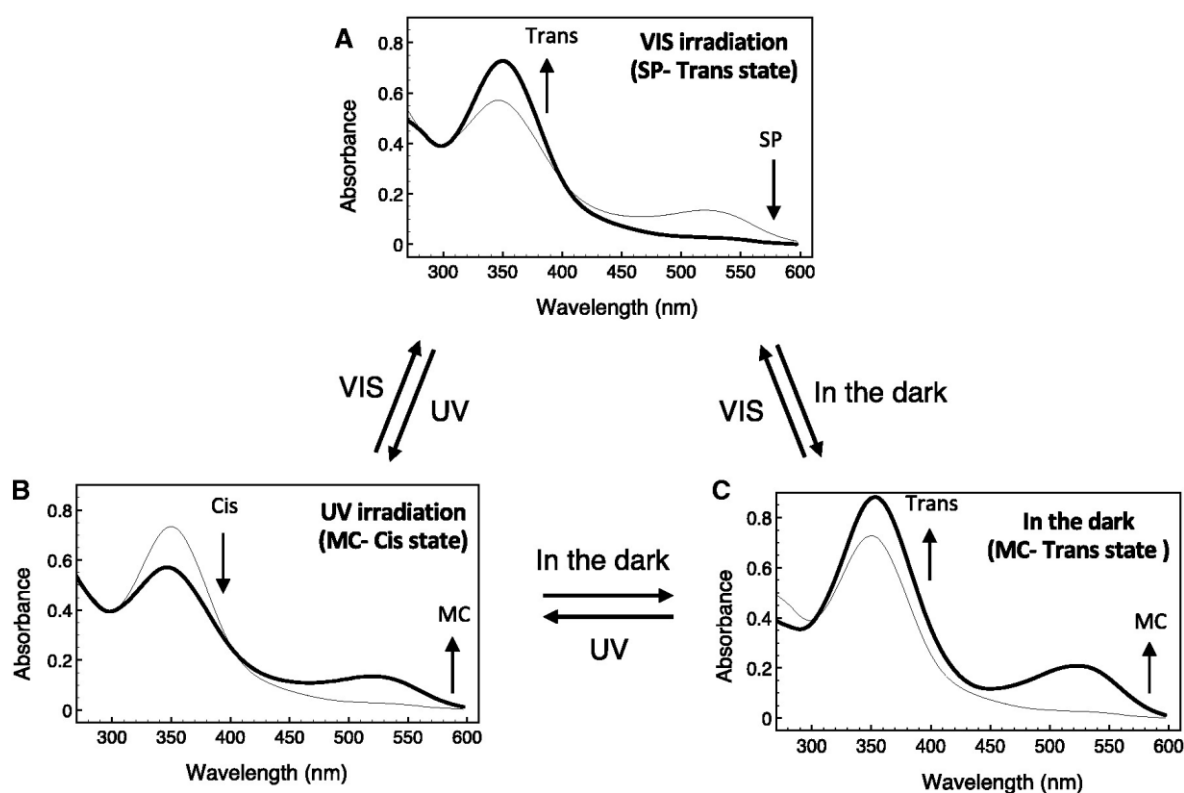 A
Trans
VIS irradiation
(SP- Trans state)
SP
Absorbance
0.8
0.6
0.4
0.2
0
300 350 400 450 500 550 600
Wavelength (nm)
VIS
UV
VIS
In the dark
B
Cis
UV irradiation
(MC- Cis state)
MC
Absorbance
0.8
0.6
0.4
0.2
0
300 350 400 450 500 550 600
Wavelength (nm)
In the dark
UV
C
Trans
In the dark
(MC- Trans state )
MC
Absorbance
0.8
0.6
0.4
0.2
0
300 350 400 450 500 550 600
Wavelength (nm)